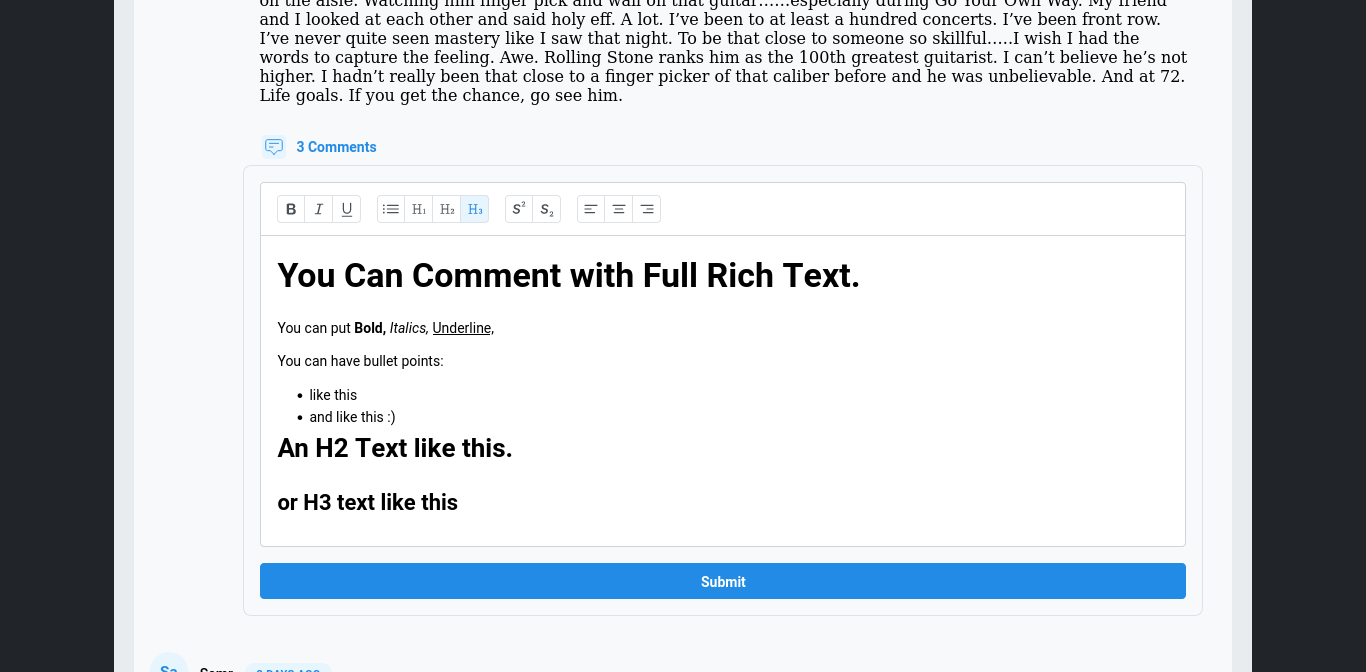 on the aisle. Watching him finger pick and wail on that guitar……especially during Go Your Own Way. My friend
and I looked at each other and said holy eff. A lot. I’ve been to at least a hundred concerts. I’ve been front row.
I’ve never quite seen mastery like I saw that night. To be that close to someone so skillful…..I wish I had the
words to capture the feeling. Awe. Rolling Stone ranks him as the 100th greatest guitarist. I can’t believe he’s not
higher. I hadn’t really been that close to a finger picker of that caliber before and he was unbelievable. And at 72.
Life goals. If you get the chance, go see him.
3 Comments
B I U H1 H2 H3 S2 S2
You Can Comment with Full Rich Text.
You can put Bold, Italics, Underline,
You can have bullet points:
• like this
• and like this :)
An H2 Text like this.
or H3 text like this
Submit
Sa 2 DAYS AGO